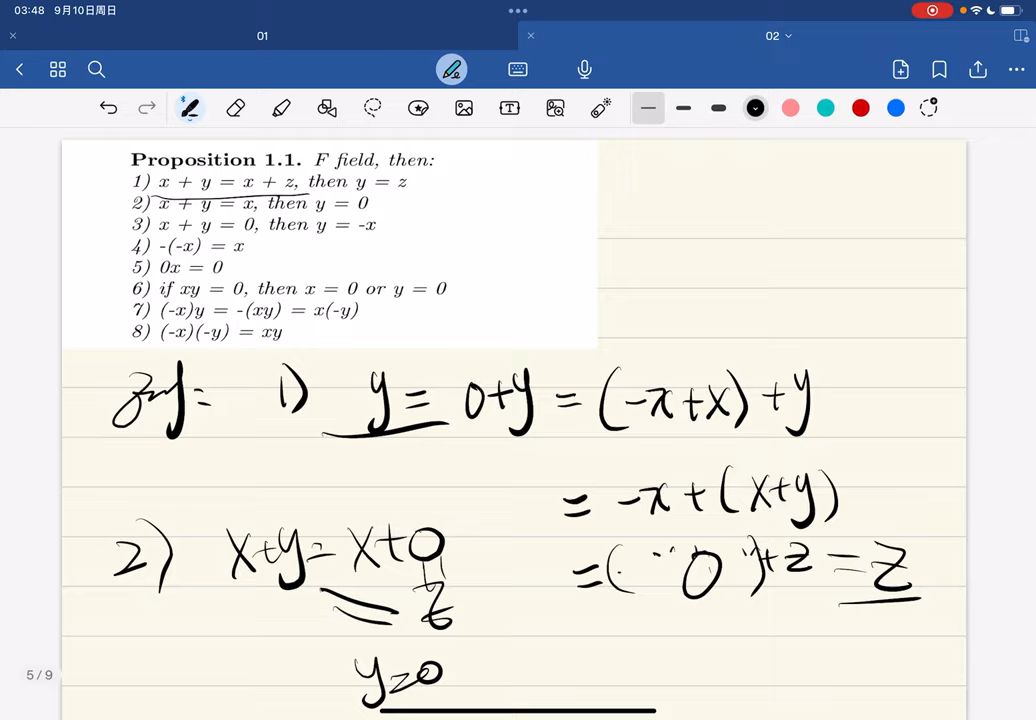 03:48 9月10日周日
01 02
Proposition 1.1. F field, then:
1) x + y = x + z, then y = z
2) x + y = x, then y = 0
3) x + y = 0, then y = -x
4) -(-x) = x
5) 0x = 0
6) if xy = 0, then x = 0 or y = 0
7) (-x)y = -(xy) = x(-y)
8) (-x)(-y) = xy
1) y = 0+y = (-x+x)+y
= -x+(x+y)
= ( 0 )+z = z
2) x+y = x+0
z
y=0
5 / 9